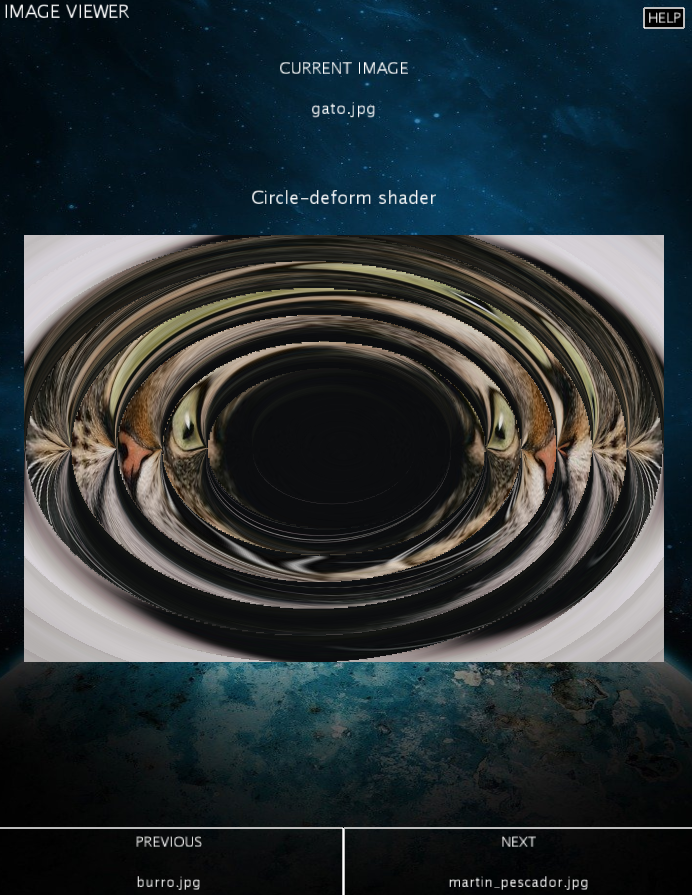 IMAGE VIEWER
HELP
CURRENT IMAGE
gato.jpg
Circle-deform shader
PREVIOUS
burro.jpg
NEXT
martin_pescador.jpg